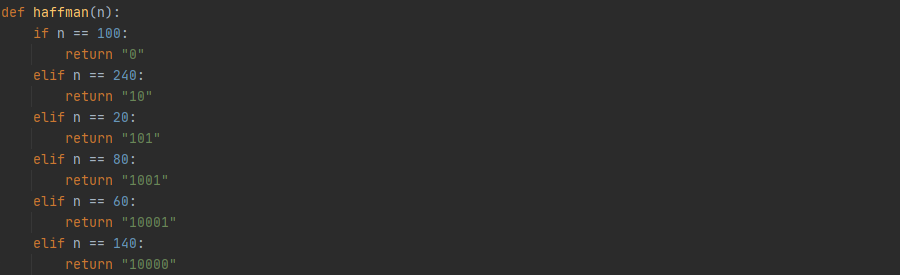 def haffman(n):
    if n == 100:
        return "0"
    elif n == 240:
        return "10"
    elif n == 20:
        return "101"
    elif n == 80:
        return "1001"
    elif n == 60:
        return "10001"
    elif n == 140:
        return "10000"